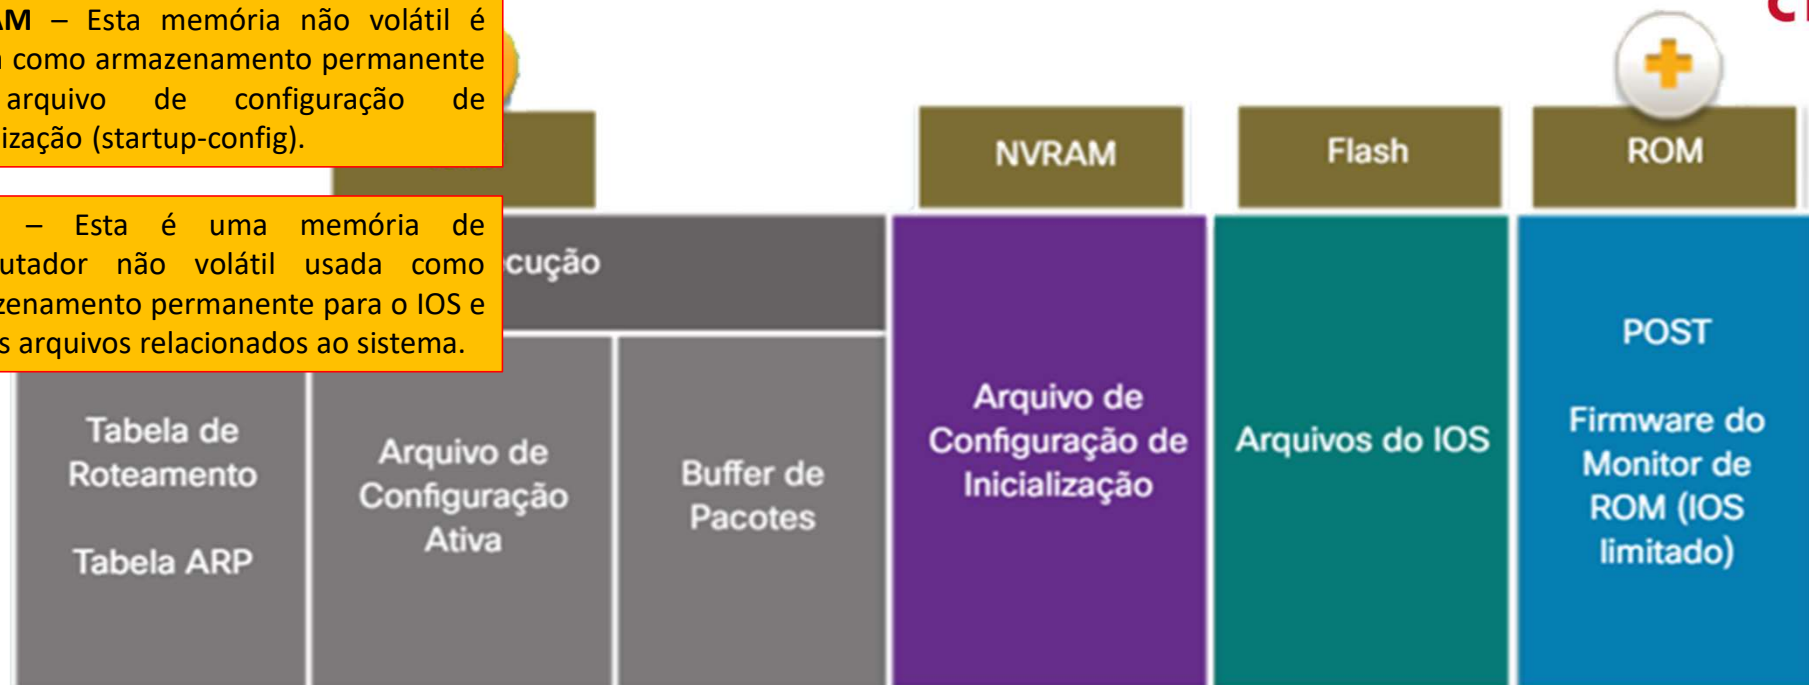 AM – Esta memória não volátil é
como armazenamento permanente
arquivo de configuração de
ização (startup-config).
– Esta é uma memória de
utador não volátil usada como
zenamento permanente para o IOS e
s arquivos relacionados ao sistema.
cução
Tabela de
Roteamento
Tabela ARP
Arquivo de
Configuração
Ativa
Buffer de
Pacotes
NVRAM
Arquivo de
Configuração de
Inicialização
Flash
Arquivos do IOS
ROM
POST
Firmware do
Monitor de
ROM (IOS
limitado)